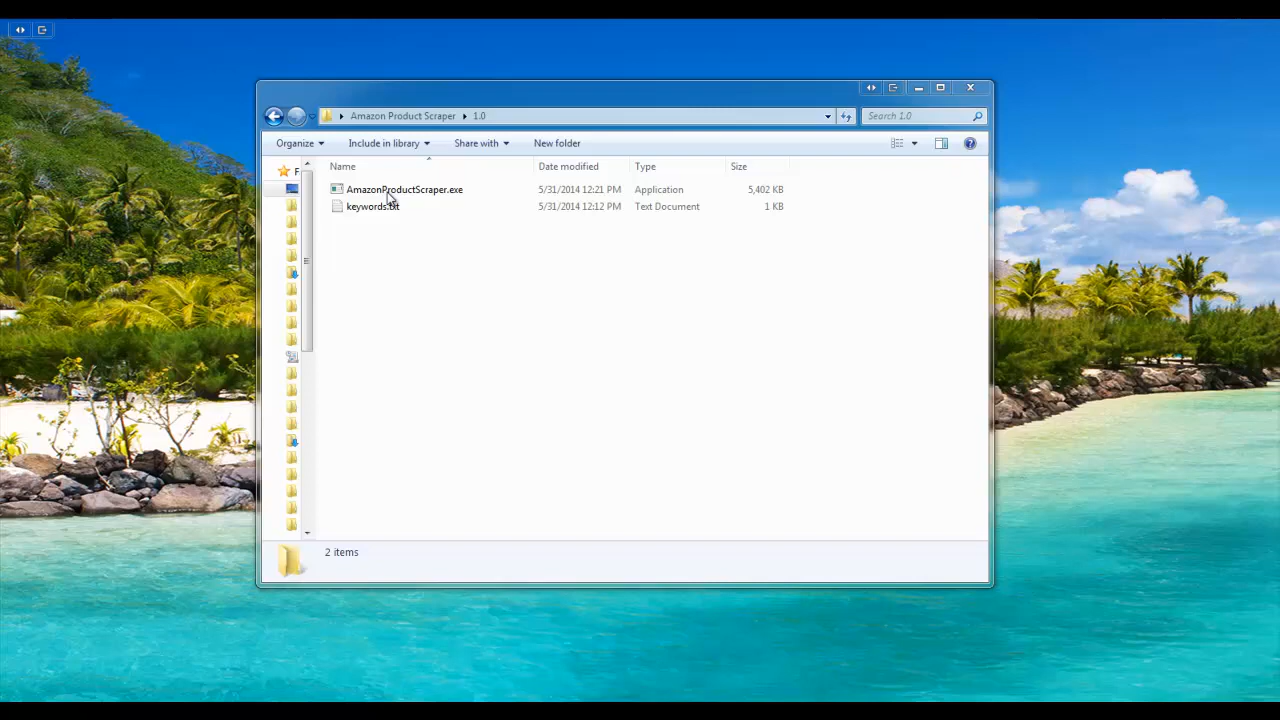 Amazon Product Scraper 1.0 Search 1.0
Organize Include in library Share with New folder
F Name Date modified Type Size
AmazonProductScraper.exe 5/31/2014 12:21 PM Application 5,402 KB
keywords.txt 5/31/2014 12:12 PM Text Document 1 KB
2 items